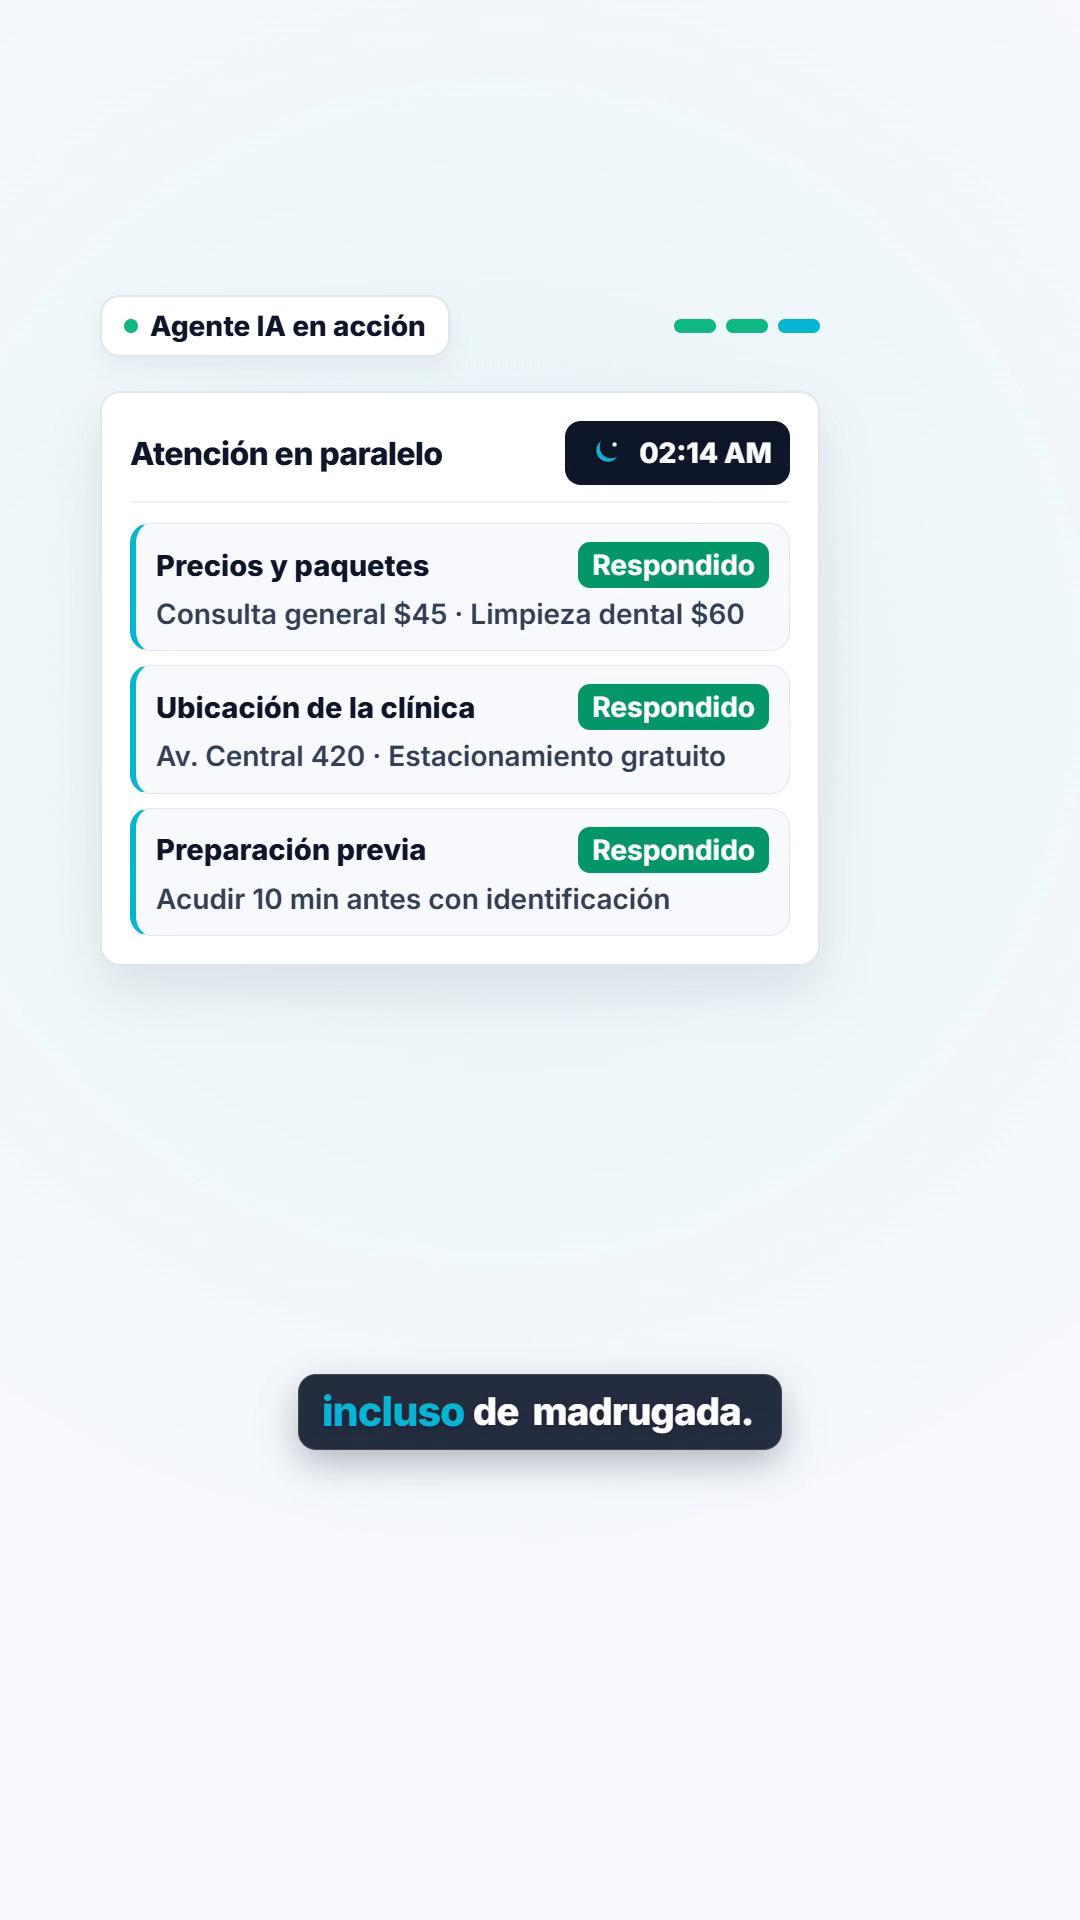 Agente IA en acción
Atención en paralelo
02:14 AM
Precios y paquetes
Respondido
Consulta general $45 · Limpieza dental $60
Ubicación de la clínica
Respondido
Av. Central 420 · Estacionamiento gratuito
Preparación previa
Respondido
Acudir 10 min antes con identificación
incluso de madrugada.